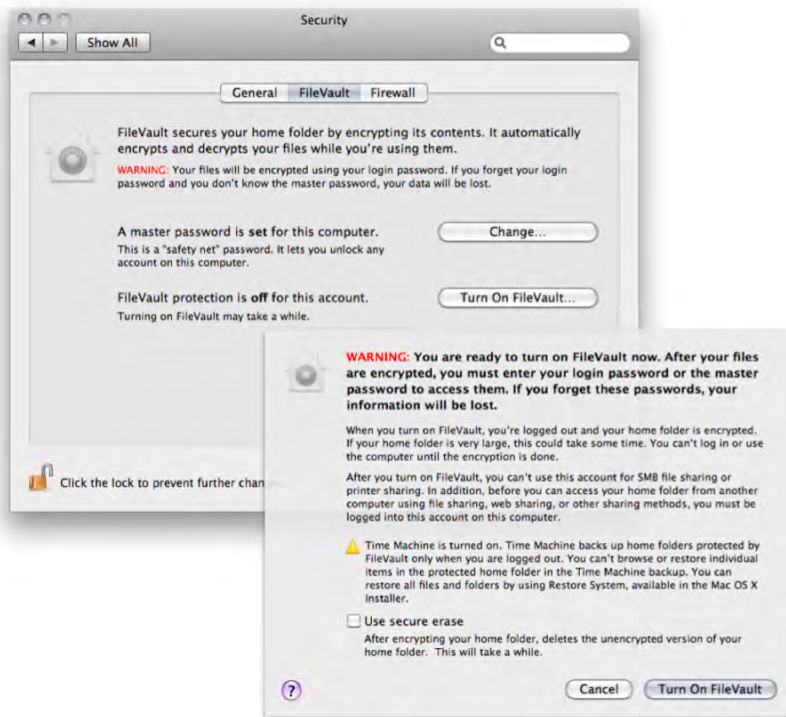 Security
Show All
General FileVault Firewall
FileVault secures your home folder by encrypting its contents. It automatically
encrypts and decrypts your files while you're using them.
WARNING: Your files will be encrypted using your login password. If you forget your login
password and you don't know the master password, your data will be lost.
A master password is set for this computer.
Change...
This is a "safety net" password. It lets you unlock any
account on this computer.
FileVault protection is off for this account.
Turn On FileVault...
Turning on FileVault may take a while.
Click the lock to prevent further chan
WARNING: You are ready to turn on FileVault now. After your files
are encrypted, you must enter your login password or the master
password to access them. If you forget these passwords, your
information will be lost.
When you turn on FileVault, you're logged out and your home folder is encrypted.
If your home folder is very large, this could take some time. You can't log in or use
the computer until the encryption is done.
After you turn on FileVault, you can't use this account for SMB file sharing or
printer sharing. In addition, before you can access your home folder from another
computer using file sharing, web sharing, or other sharing methods, you must be
logged into this account on this computer.
Time Machine is turned on. Time Machine backs up home folders protected by
FileVault only when you are logged out. You can't browse or restore individual
items in the protected home folder in the Time Machine backup. You can
restore all files and folders by using Restore System, available in the Mac OS X
Installer.
Use secure erase
After encrypting your home folder, deletes the unencrypted version of your
home folder. This will take a while.
?
Cancel
Turn On FileVault